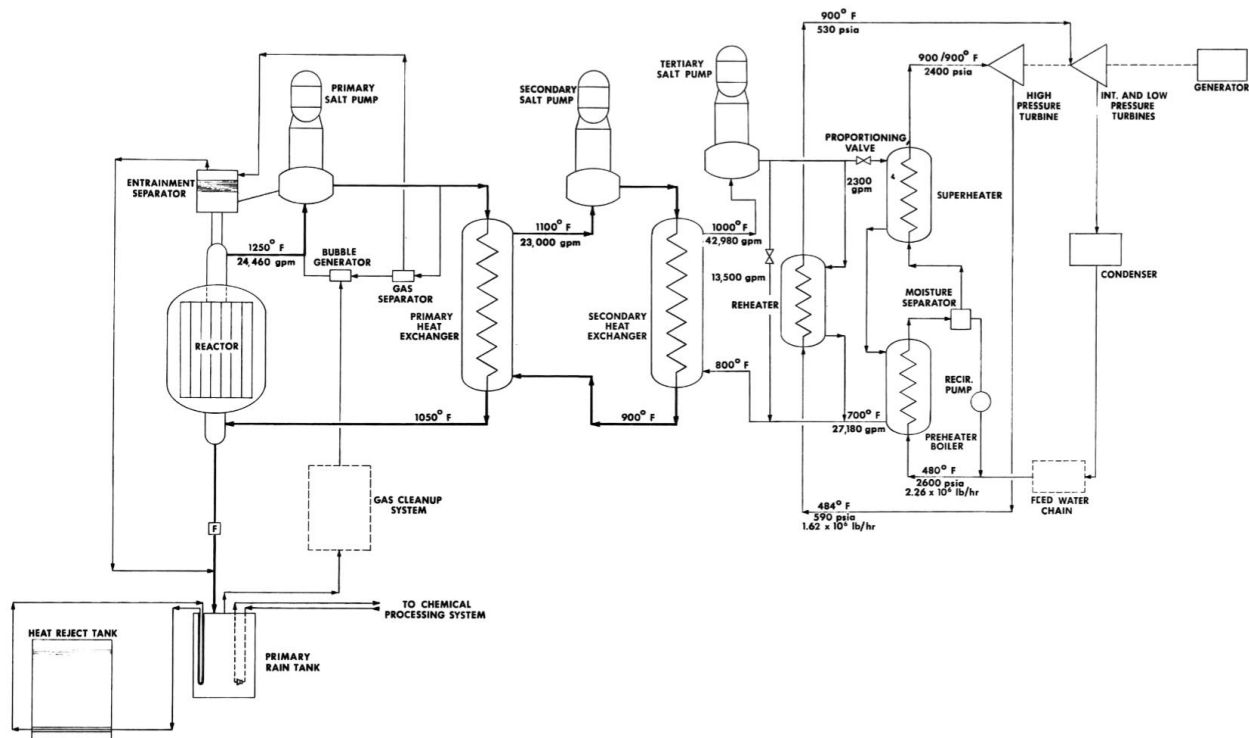 900° F
530 psia
900/900° F
2400 psia
GENERATOR
HIGH
PRESSURE
TURBINE
INT. AND LOW
PRESSURE
TURBINES
TERTIARY
SALT PUMP
SECONDARY
SALT PUMP
PRIMARY
SALT PUMP
PROPORTIONING
VALVE
2300
gpm
SUPERHEATER
ENTRAINMENT
SEPARATOR
1250° F
24,460 gpm
BUBBLE
GENERATOR
GAS
SEPARATOR
1100° F
23,000 gpm
1000° F
42,980 gpm
13,500 gpm
CONDENSER
REHEATER
MOISTURE
SEPARATOR
PRIMARY
HEAT
EXCHANGER
SECONDARY
HEAT
EXCHANGER
REACTOR
800° F
RECIR.
PUMP
1050° F
900° F
700° F
27,180 gpm
PREHEATER
BOILER
480° F
2600 psia
2.26 x 10⁶ lb/hr
FEED WATER
CHAIN
484° F
590 psia
1.62 x 10⁶ lb/hr
GAS CLEANUP
SYSTEM
F
TO CHEMICAL
PROCESSING SYSTEM
HEAT REJECT TANK
PRIMARY
RAIN TANK